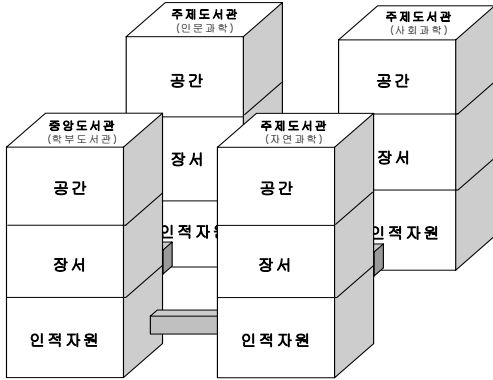 주제도서관
(인문과학)
공간
장서
인적자원
주제도서관
(사회과학)
공간
장서
인적자원
중앙도서관
(학부도서관)
공간
장서
인적자원
주제도서관
(자연과학)
공간
장서
인적자원